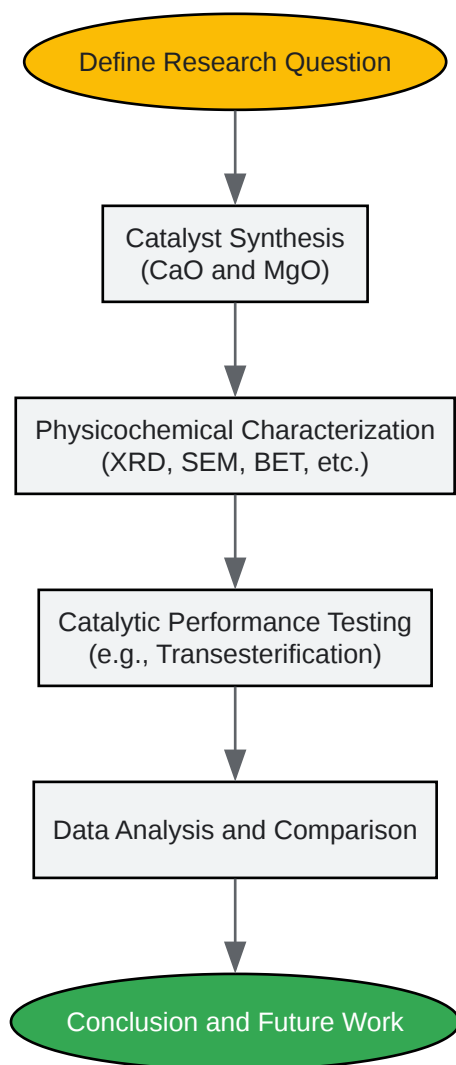 Define Research Question
Catalyst Synthesis
(CaO and MgO)
Physicochemical Characterization
(XRD, SEM, BET, etc.)
Catalytic Performance Testing
(e.g., Transesterification)
Data Analysis and Comparison
Conclusion and Future Work